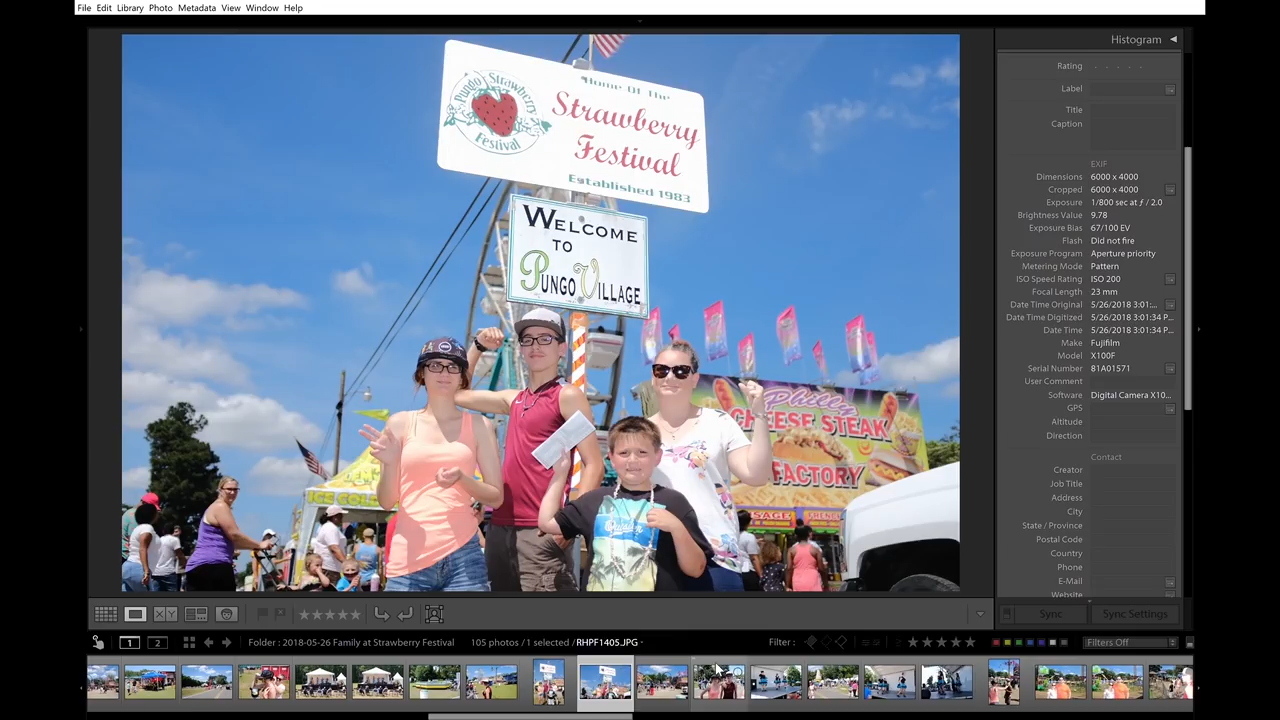 File Edit Library Photo Metadata View Window Help
Histogram
Home Of The
Strawberry
Festival
Established 1983
Pungo Strawberry
Festival
WELCOME
TO
PUNGO VILLAGE
Philly
CHEESE STEAK
FACTORY
Rating
Label
Title
Caption
EXIF
Dimensions 6000 x 4000
Cropped 6000 x 4000
Exposure 1/800 sec at ƒ / 2.0
Brightness Value 9.78
Exposure Bias 67/100 EV
Flash Did not fire
Exposure Program Aperture priority
Metering Mode Pattern
ISO Speed Rating ISO 200
Focal Length 23 mm
Date Time Original 5/26/2018 3:01:...
Date Time Digitized 5/26/2018 3:01:34 P...
Date Time 5/26/2018 3:01:34 P...
Make Fujifilm
Model X100F
Serial Number 81A01571
User Comment
Software Digital Camera X10...
GPS
Altitude
Direction
Contact
Creator
Job Title
Address
City
State / Province
Postal Code
Country
Phone
E-Mail
Website
Sync Sync Settings
1 2 Folder : 2018-05-26 Family at Strawberry Festival 105 photos / 1 selected / RHPF1405.JPG
Filter : Filters Off